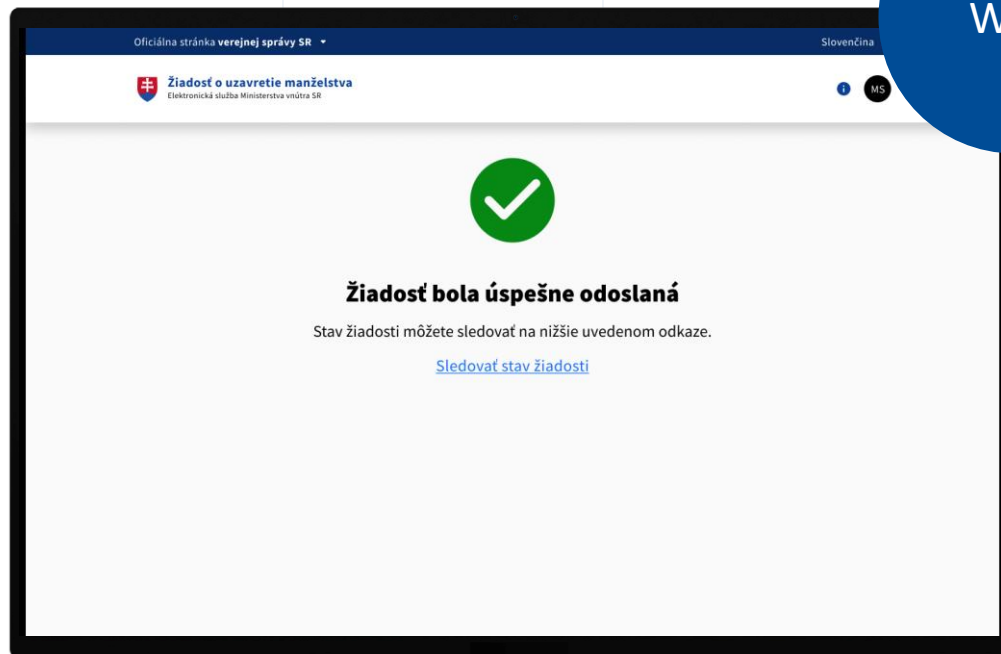 W
Oficiálna stránka verejnej správy SR
Slovenčina
Žiadosť o uzavretie manželstva
Elektronická služba Ministerstva vnútra SR
MS
Žiadosť bola úspešne odoslaná
Stav žiadosti môžete sledovať na nižšie uvedenom odkaze.
Sledovať stav žiadosti